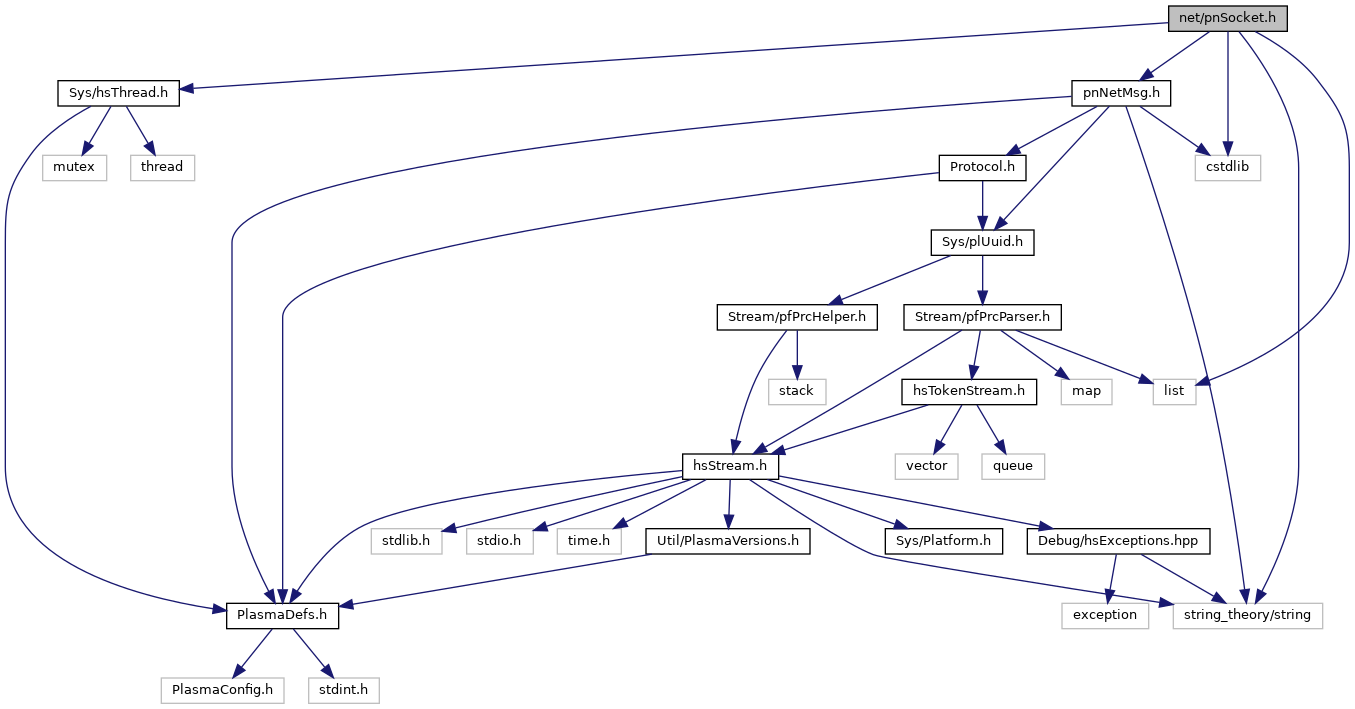 net/pnSocket.h
Sys/hsThread.h
pnNetMsg.h
mutex
thread
Protocol.h
cstdlib
Sys/plUuid.h
Stream/pfPrcHelper.h
Stream/pfPrcParser.h
stack
hsTokenStream.h
map
list
hsStream.h
vector
queue
stdlib.h
stdio.h
time.h
Util/PlasmaVersions.h
Sys/Platform.h
Debug/hsExceptions.hpp
PlasmaDefs.h
exception
string_theory/string
PlasmaConfig.h
stdint.h